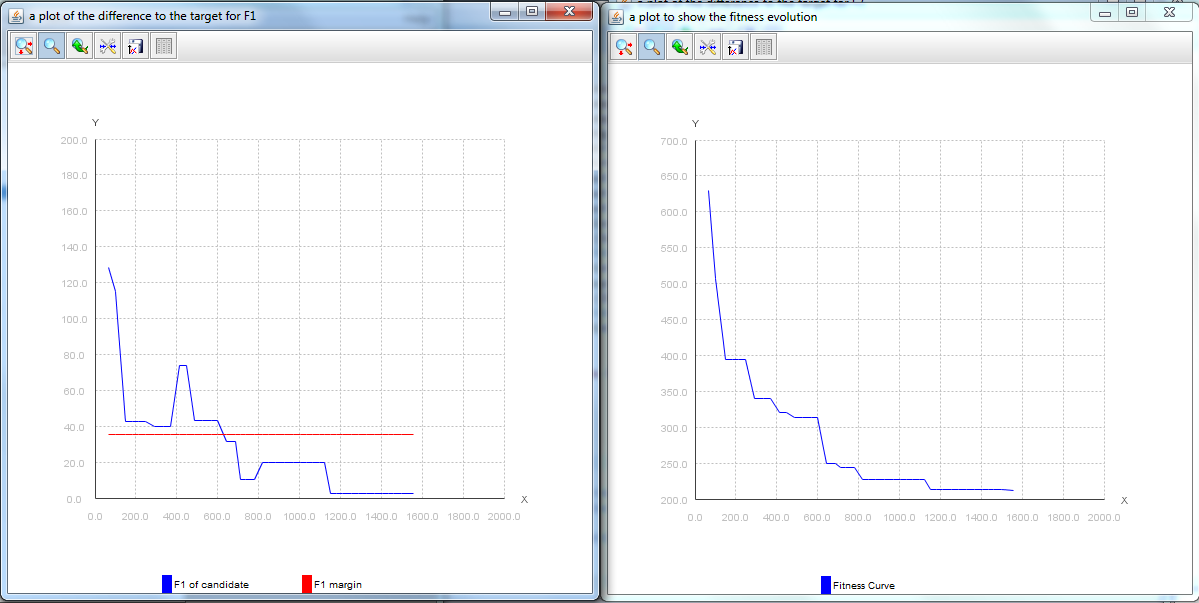 a plot of the difference to the target for F1
Y
200.0
180.0
160.0
140.0
120.0
100.0
80.0
60.0
40.0
20.0
0.0
X
0.0 200.0 400.0 600.0 800.0 1000.0 1200.0 1400.0 1600.0 1800.0 2000.0
F1 of candidate F1 margin
a plot to show the fitness evolution
Y
700.0
650.0
600.0
550.0
500.0
450.0
400.0
350.0
300.0
250.0
200.0
X
0.0 200.0 400.0 600.0 800.0 1000.0 1200.0 1400.0 1600.0 1800.0 2000.0
Fitness Curve